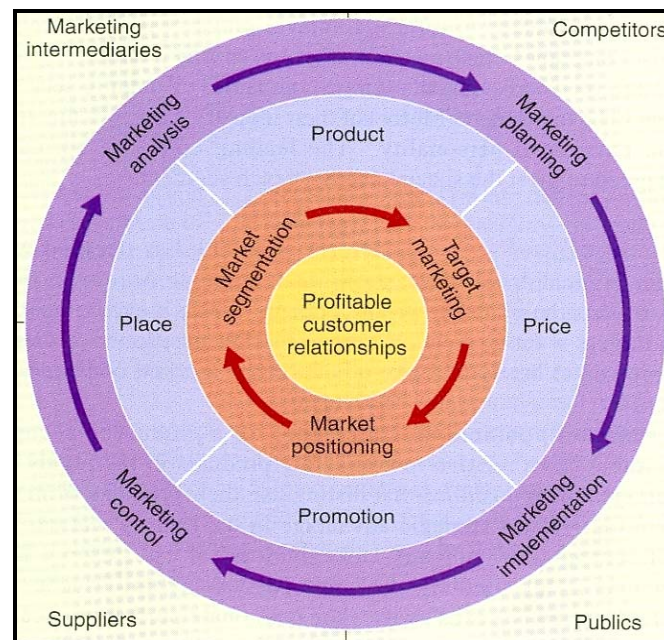 Marketing
intermediaries
Competitors
Marketing
analysis
Marketing
planning
Product
Market
segmentation
Target
marketing
Place
Profitable
customer
relationships
Price
Market
positioning
Marketing
control
Promotion
Marketing
implementation
Suppliers
Publics